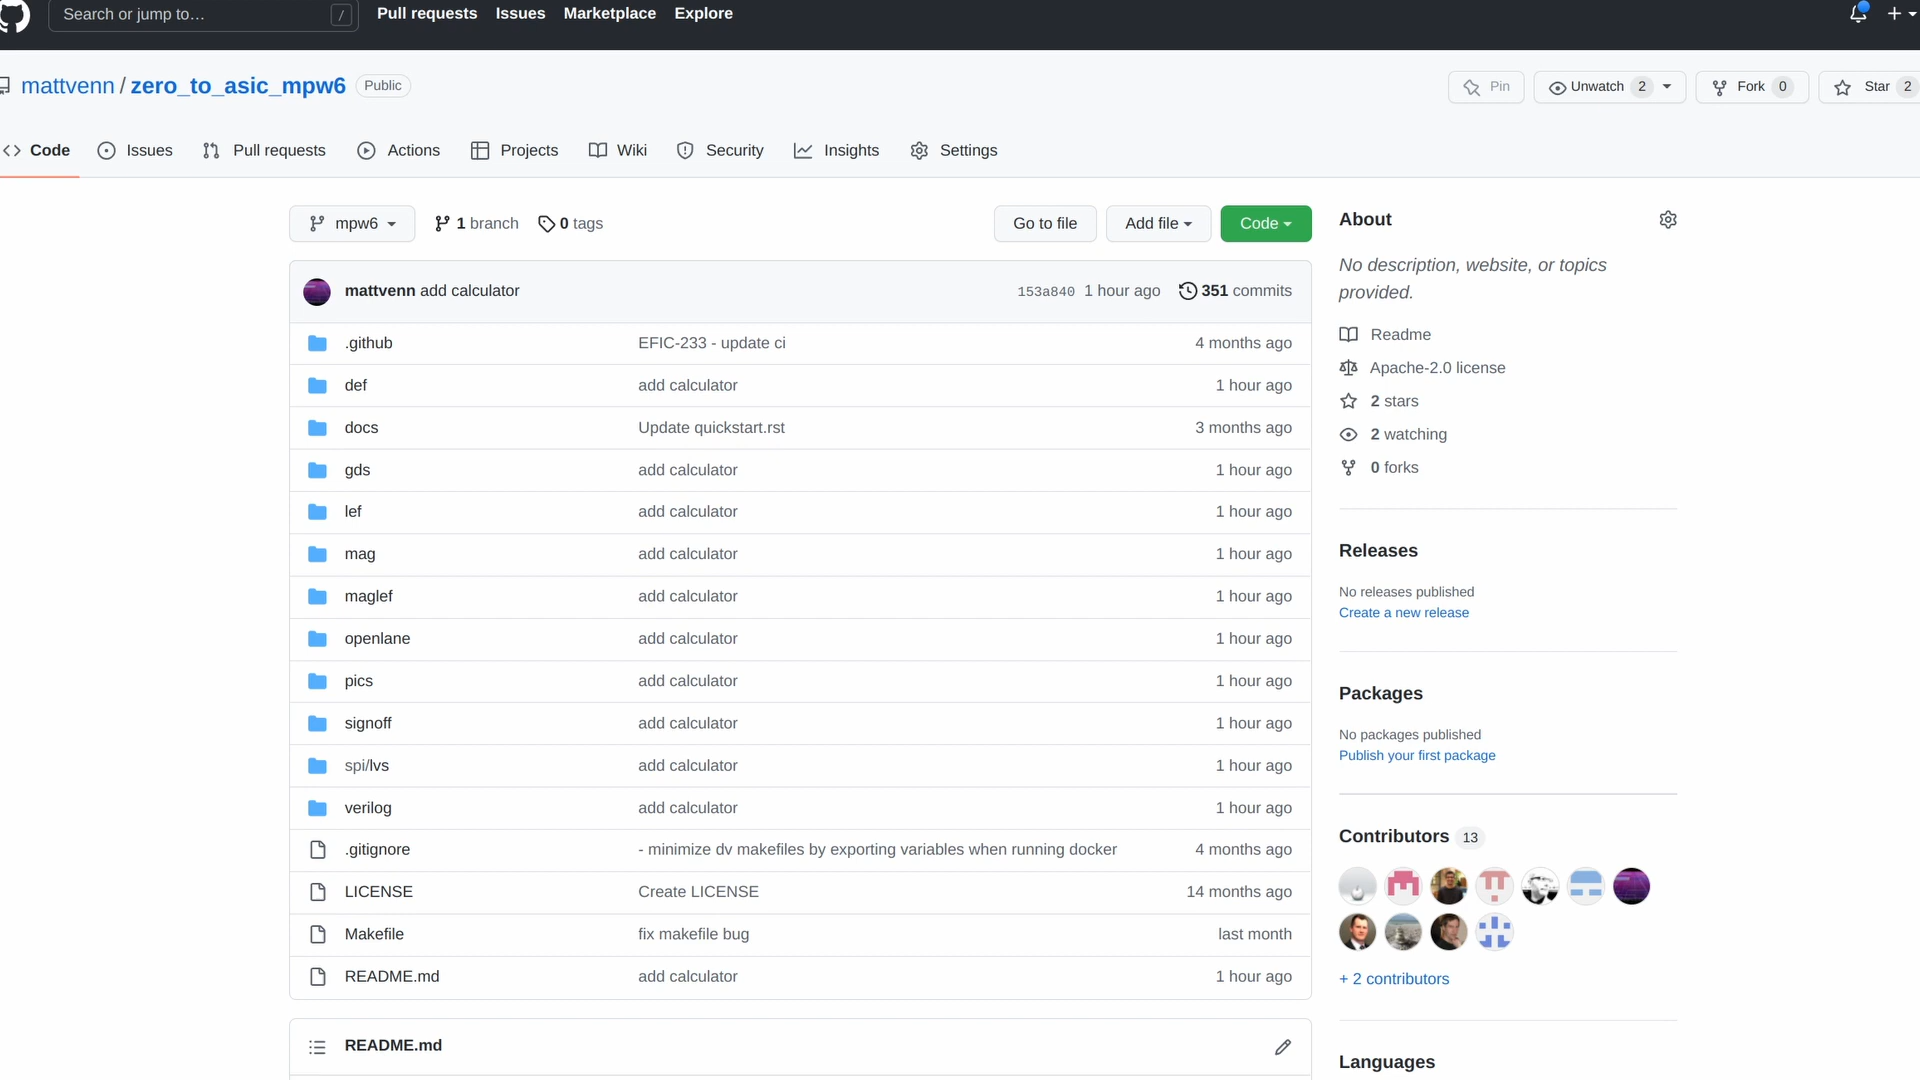 Search or jump to… /
Pull requests Issues Marketplace Explore
mattvenn / zero_to_asic_mpw6 Public
Pin
Unwatch 2
Fork 0
Star 2
Code Issues Pull requests Actions Projects Wiki Security Insights Settings
mpw6 1 branch 0 tags
Go to file Add file Code
mattvenn add calculator 153a840 1 hour ago 351 commits
.github EFIC-233 - update ci 4 months ago
def add calculator 1 hour ago
docs Update quickstart.rst 3 months ago
gds add calculator 1 hour ago
lef add calculator 1 hour ago
mag add calculator 1 hour ago
maglef add calculator 1 hour ago
openlane add calculator 1 hour ago
pics add calculator 1 hour ago
signoff add calculator 1 hour ago
spi/lvs add calculator 1 hour ago
verilog add calculator 1 hour ago
.gitignore - minimize dv makefiles by exporting variables when running docker 4 months ago
LICENSE Create LICENSE 14 months ago
Makefile fix makefile bug last month
README.md add calculator 1 hour ago
README.md
About
No description, website, or topics
provided.
Readme
Apache-2.0 license
2 stars
2 watching
0 forks
Releases
No releases published
Create a new release
Packages
No packages published
Publish your first package
Contributors 13
+ 2 contributors
Languages